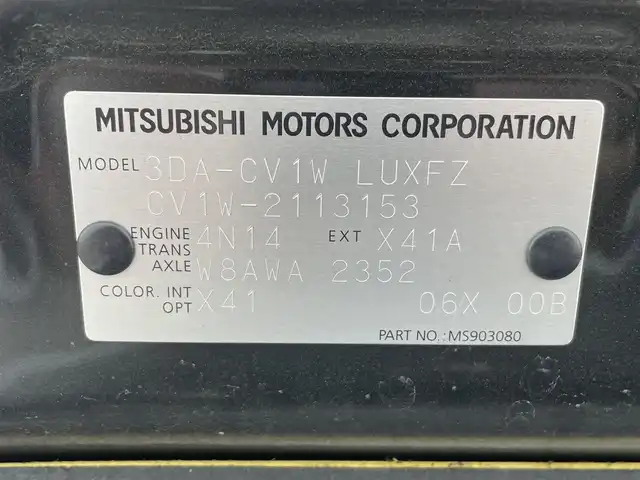 MITSUBISHI MOTORS CORPORATION
MODEL 3DA-CV1W LUXFZ
CV1W-2113153
ENGINE 4N14 EXT X41A
TRANS
AXLE W8AWA 2352
COLOR. INT X41 06X 00B
OPT
PART NO.:MS903080